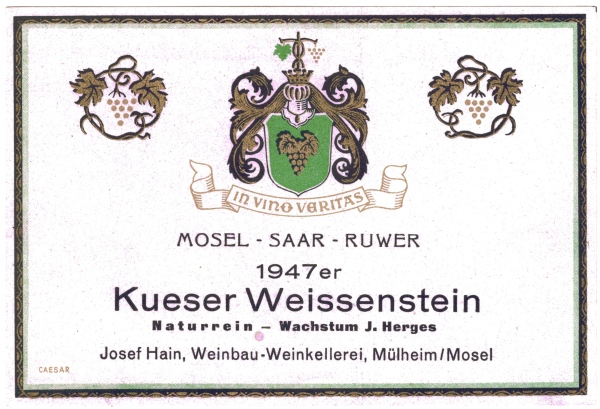 IN VINO VERITAS
MOSEL - SAAR - RUWER
1947er
Kueser Weissenstein
Naturrein – Wachstum J. Herges
Josef Hain, Weinbau-Weinkellerei, Mülheim/Mosel
CAESAR